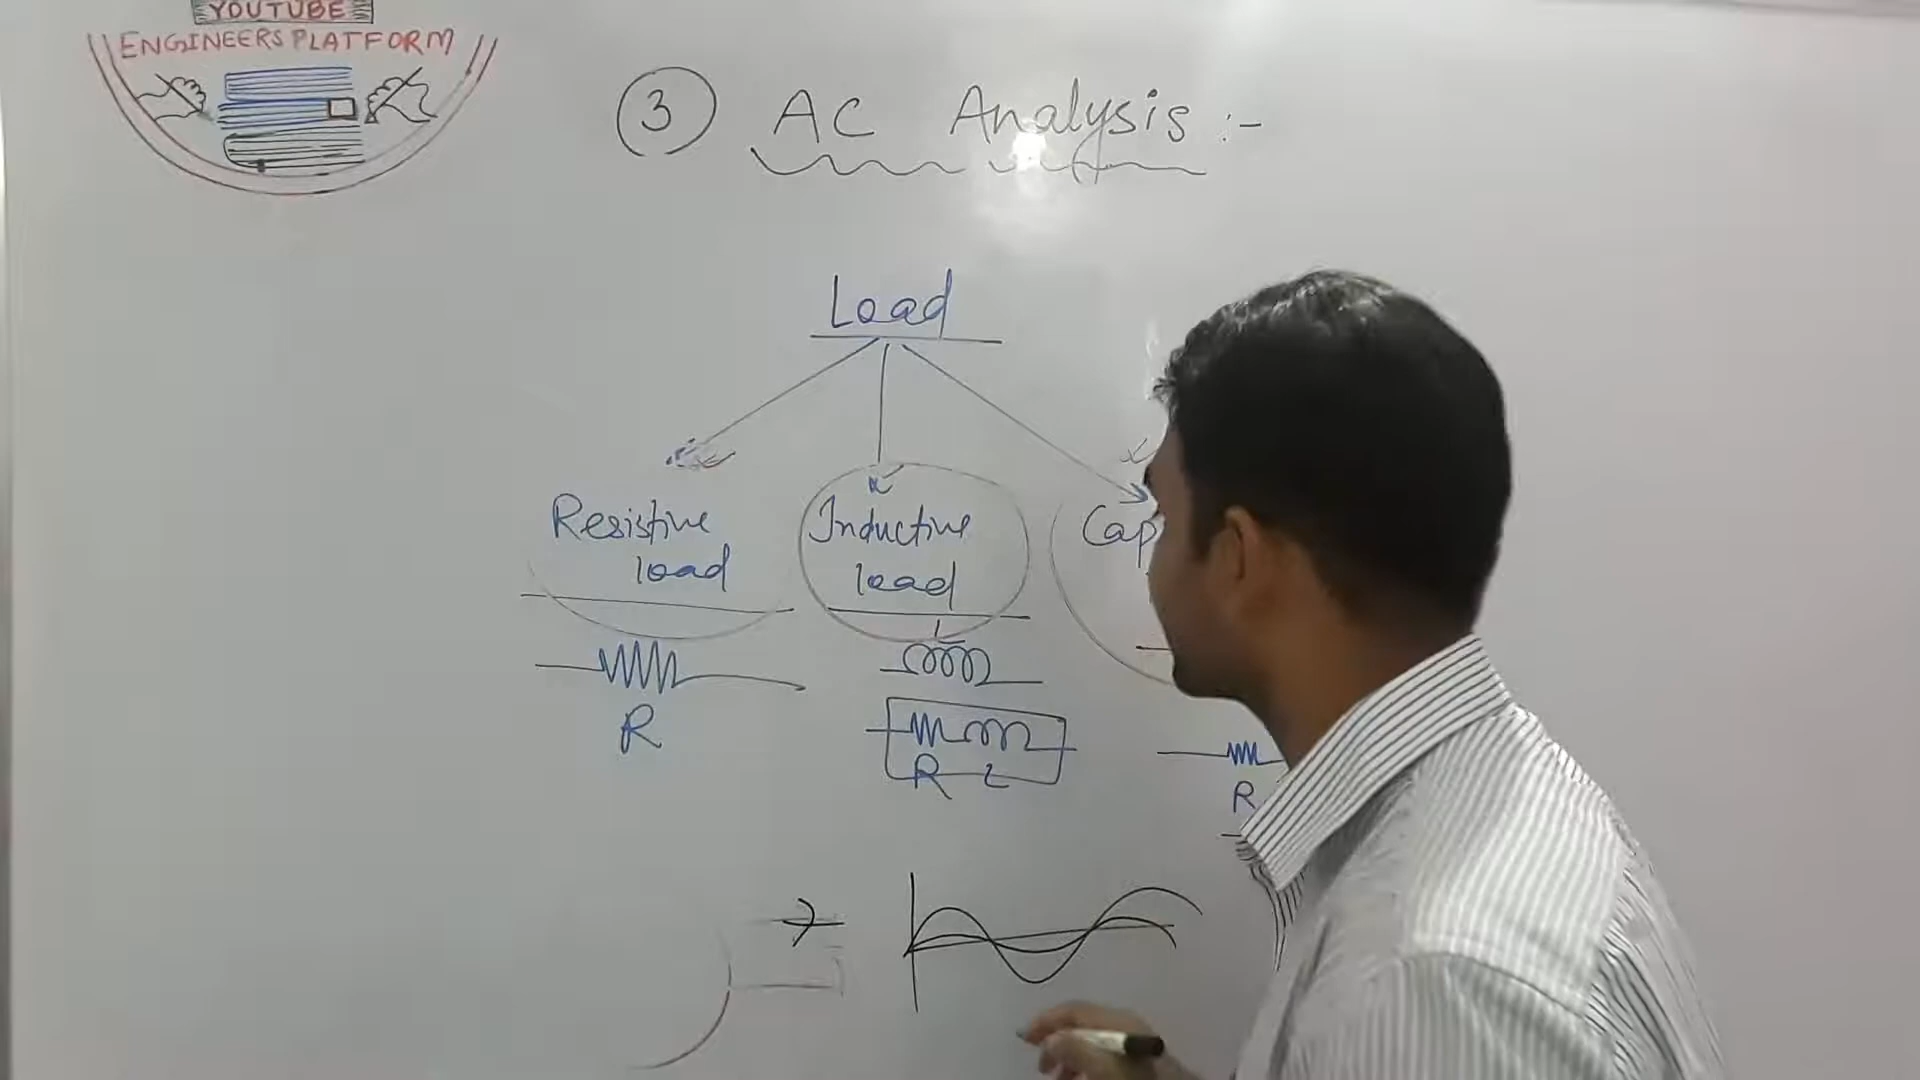 YOUTUBE
ENGINEERS PLATFORM
3 AC Analysis :-
Load
Resistive
load
Inductive
load
Cap
L
R
R L
R